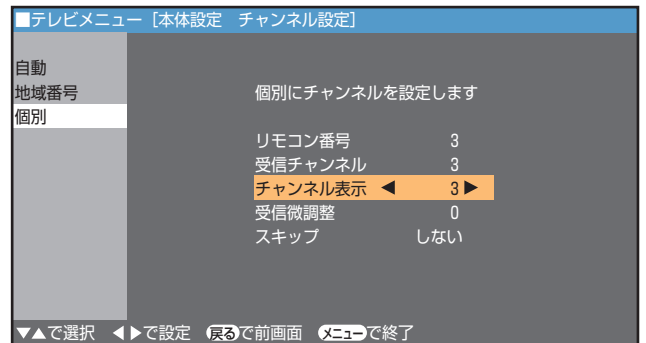 ■テレビメニュー [本体設定 チャンネル設定]
自動
地域番号
個別
個別にチャンネルを設定します
リモコン番号 3
受信チャンネル 3
チャンネル表示 ◀ 3 ▶
受信微調整 0
スキップ しない
▼▲で選択 ◀▶で設定 戻るで前画面 メニューで終了